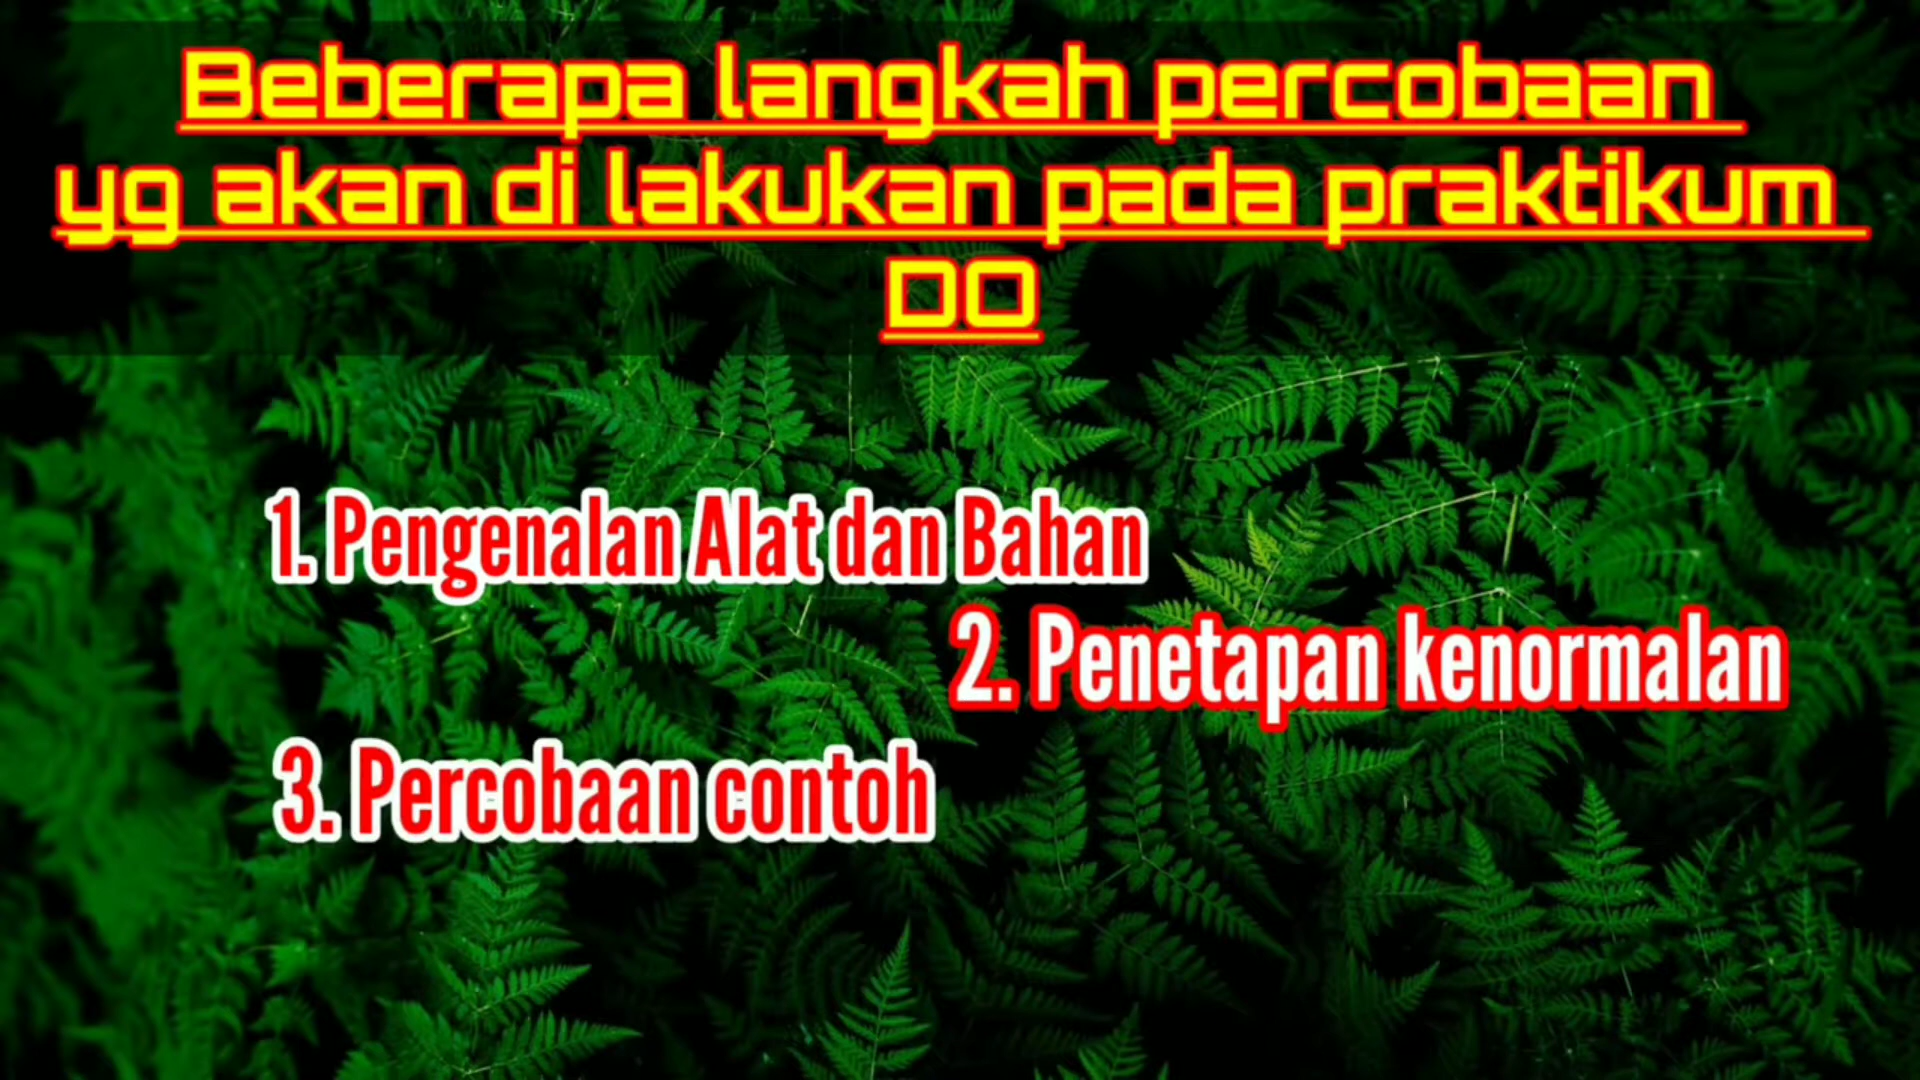 Beberapa langkah percobaan
yg akan di lakukan pada praktikum
DO
1. Pengenalan Alat dan Bahan
2. Penetapan kenormalan
3. Percobaan contoh